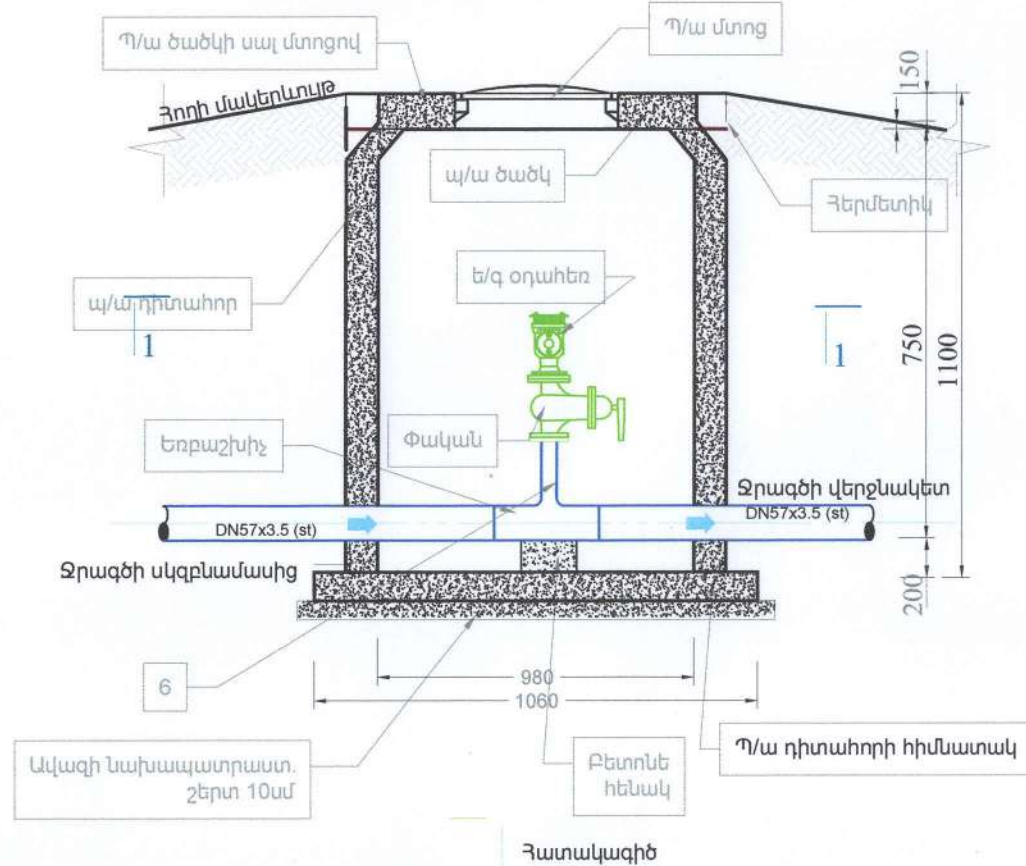 Պ/ա ծածկի սալ մտոցով
Պ/ա մտոց
150
Հողի մակերևույթ
պ/ա ծածկ
Հերմետիկ
ե/գ օդահեռ
պ/ա դիտահոր
1
1
750
1100
Եռբաշխիչ
Փական
Ջրագծի վերջնակետ
DN57x3.5 (st)
DN57x3.5 (st)
Ջրագծի սկզբնամասից
200
6
980
1060
Ավազի նախապատրաստ.
շերտ 10սմ
Բետոնե
հենակ
Պ/ա դիտահորի հիմնատակ
Հատակագիծ